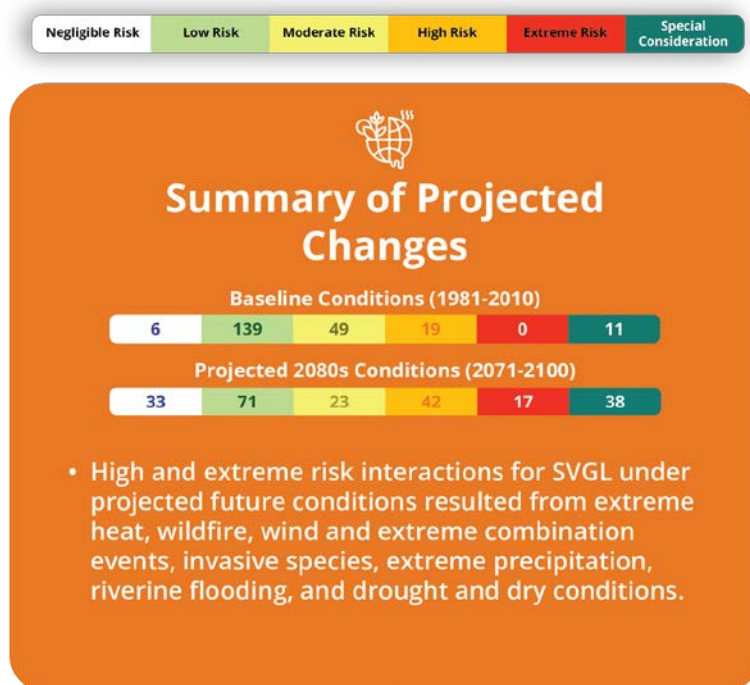 Negligible Risk Low Risk Moderate Risk High Risk Extreme Risk Special Consideration
Summary of Projected
Changes
Baseline Conditions (1981-2010)
6 139 49 19 0 11
Projected 2080s Conditions (2071-2100)
33 71 23 42 17 38
• High and extreme risk interactions for SVGL under
projected future conditions resulted from extreme
heat, wildfire, wind and extreme combination
events, invasive species, extreme precipitation,
riverine flooding, and drought and dry conditions.